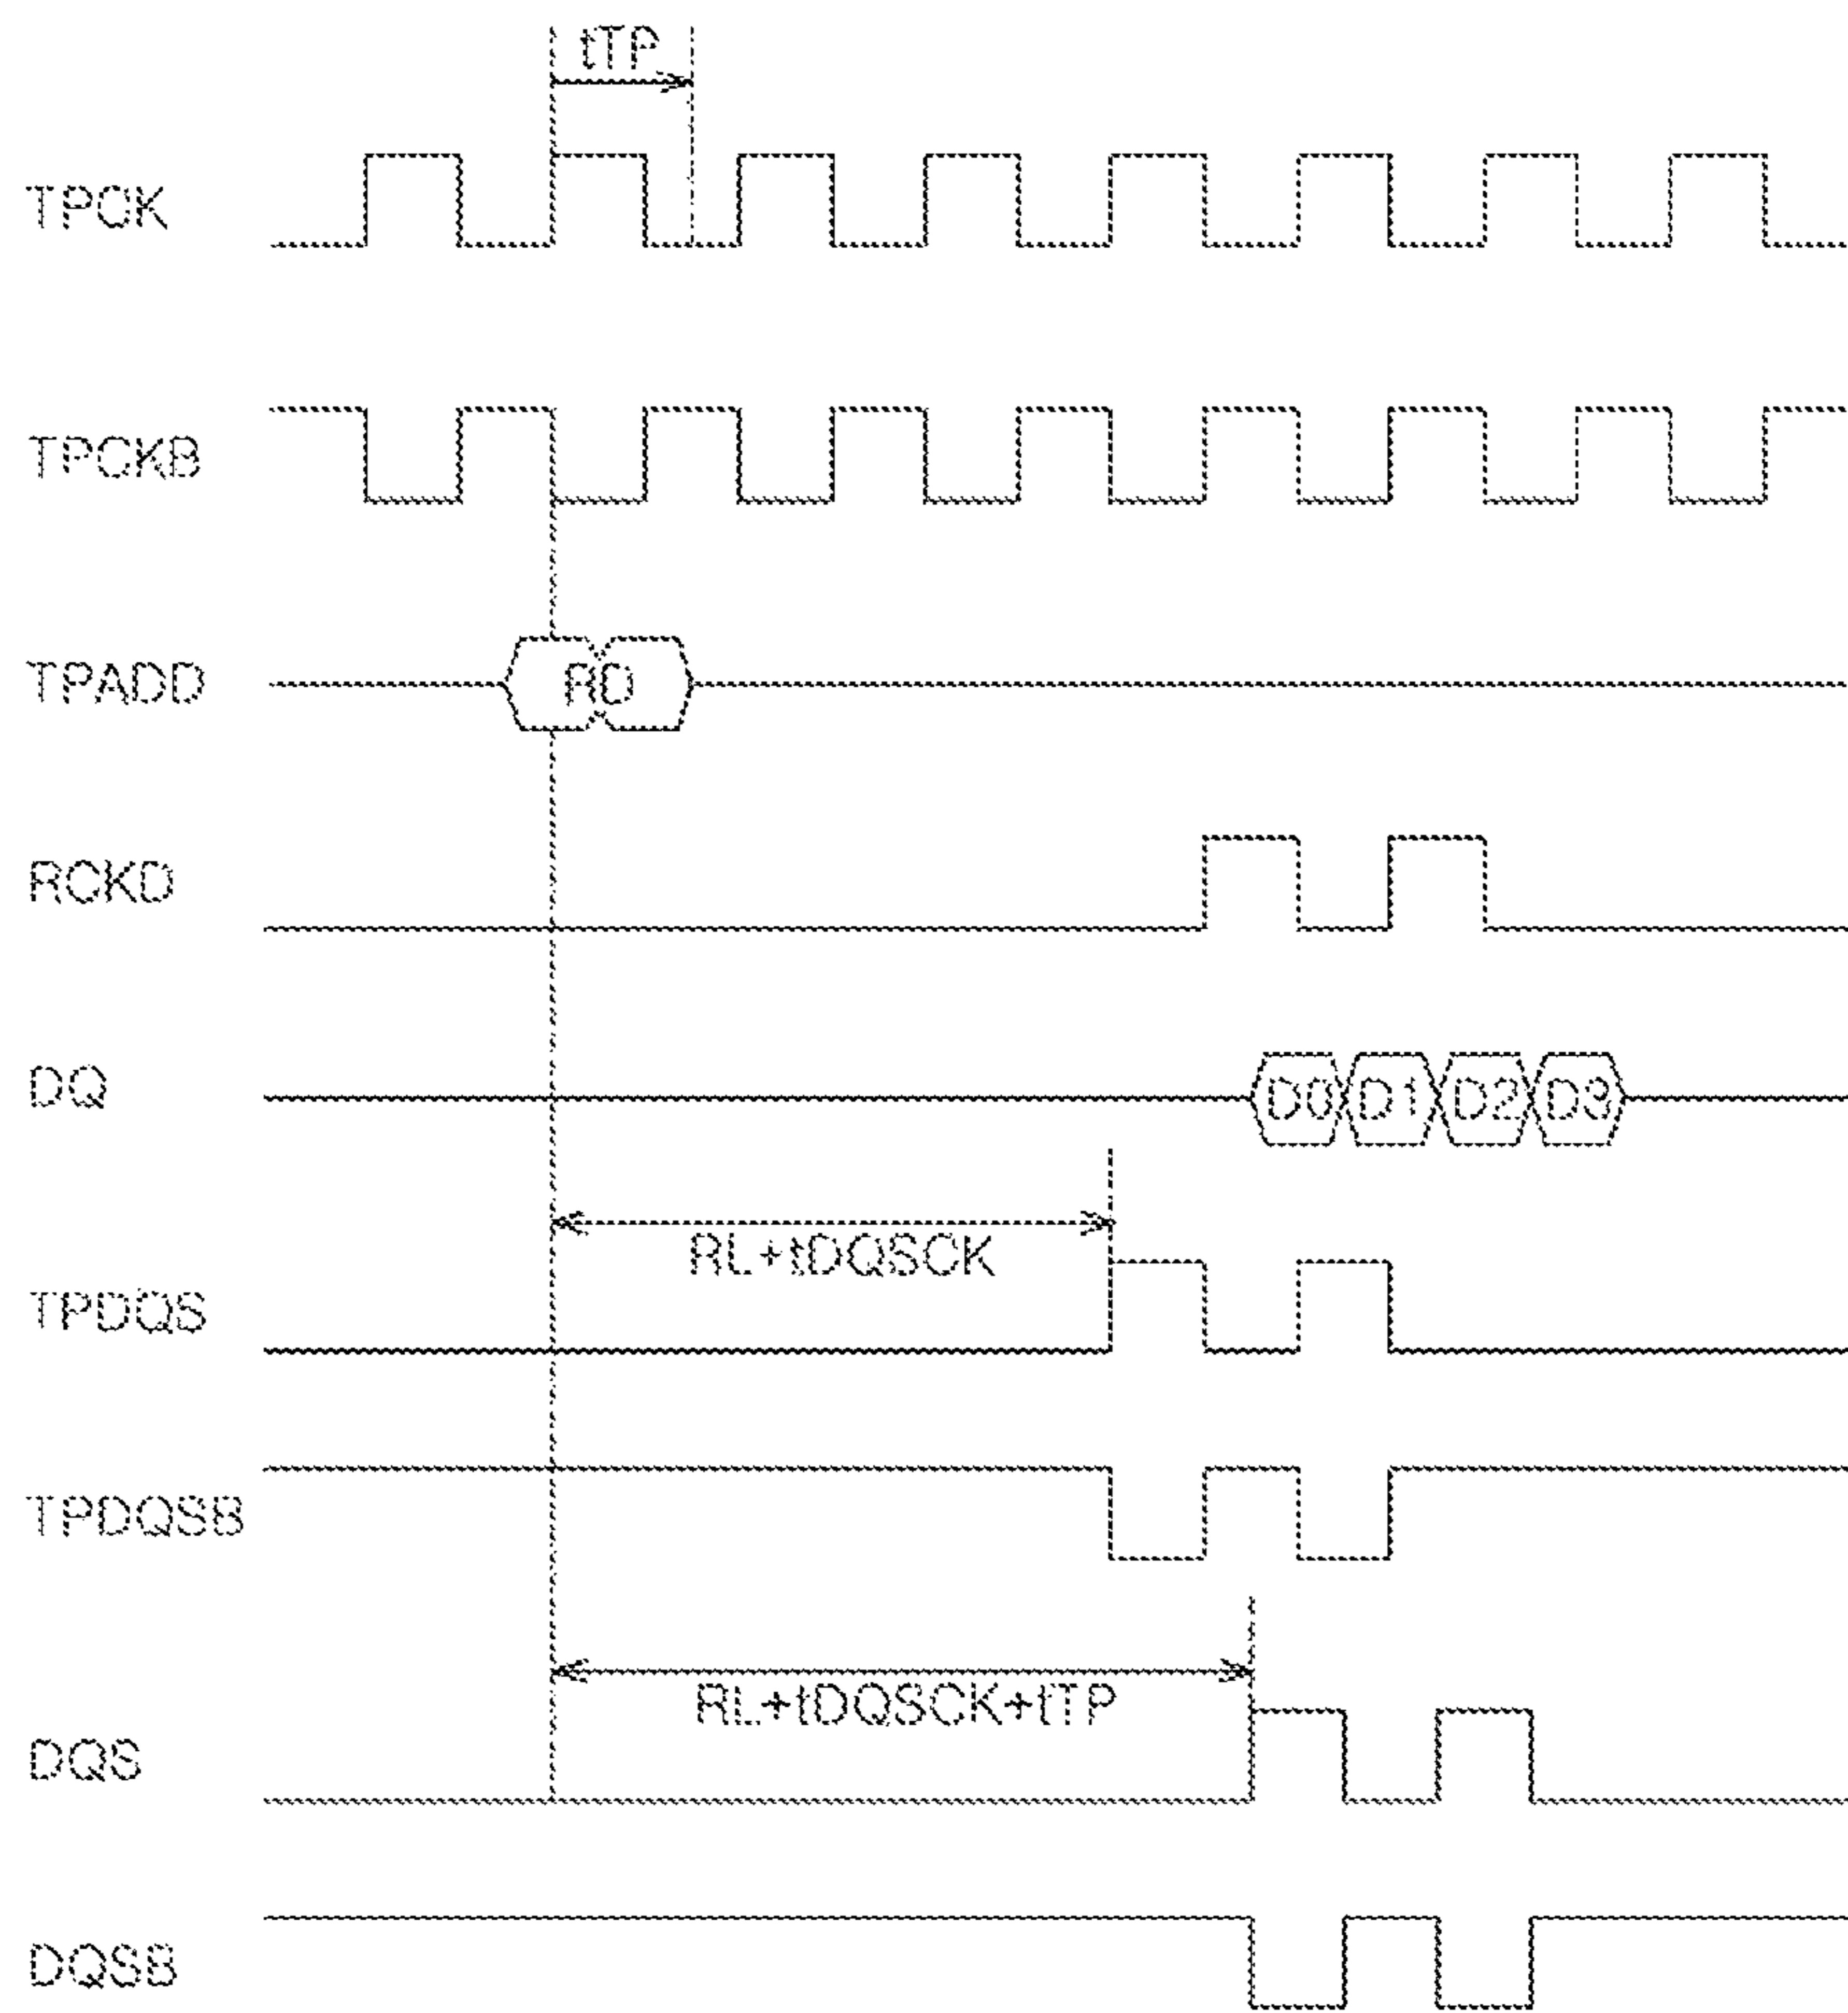 tTP
TPCK
TPCKB
TPADD
RD
RCKD
DQ
D0 D1 D2 D3
RL+tDQSCK
TPDQS
TPDQSB
RL+tDQSCK+tTP
DQS
DQSB